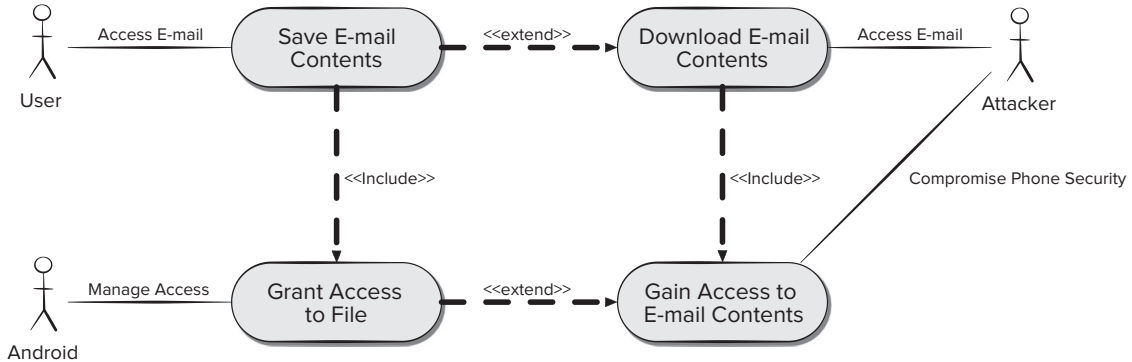 Access E-mail
Save E-mail
Contents
<<extend>>
Download E-mail
Contents
Access E-mail
User
Attacker
<<Include>>
<<Include>>
Compromise Phone Security
Manage Access
Grant Access
to File
<<extend>>
Gain Access to
E-mail Contents
Android